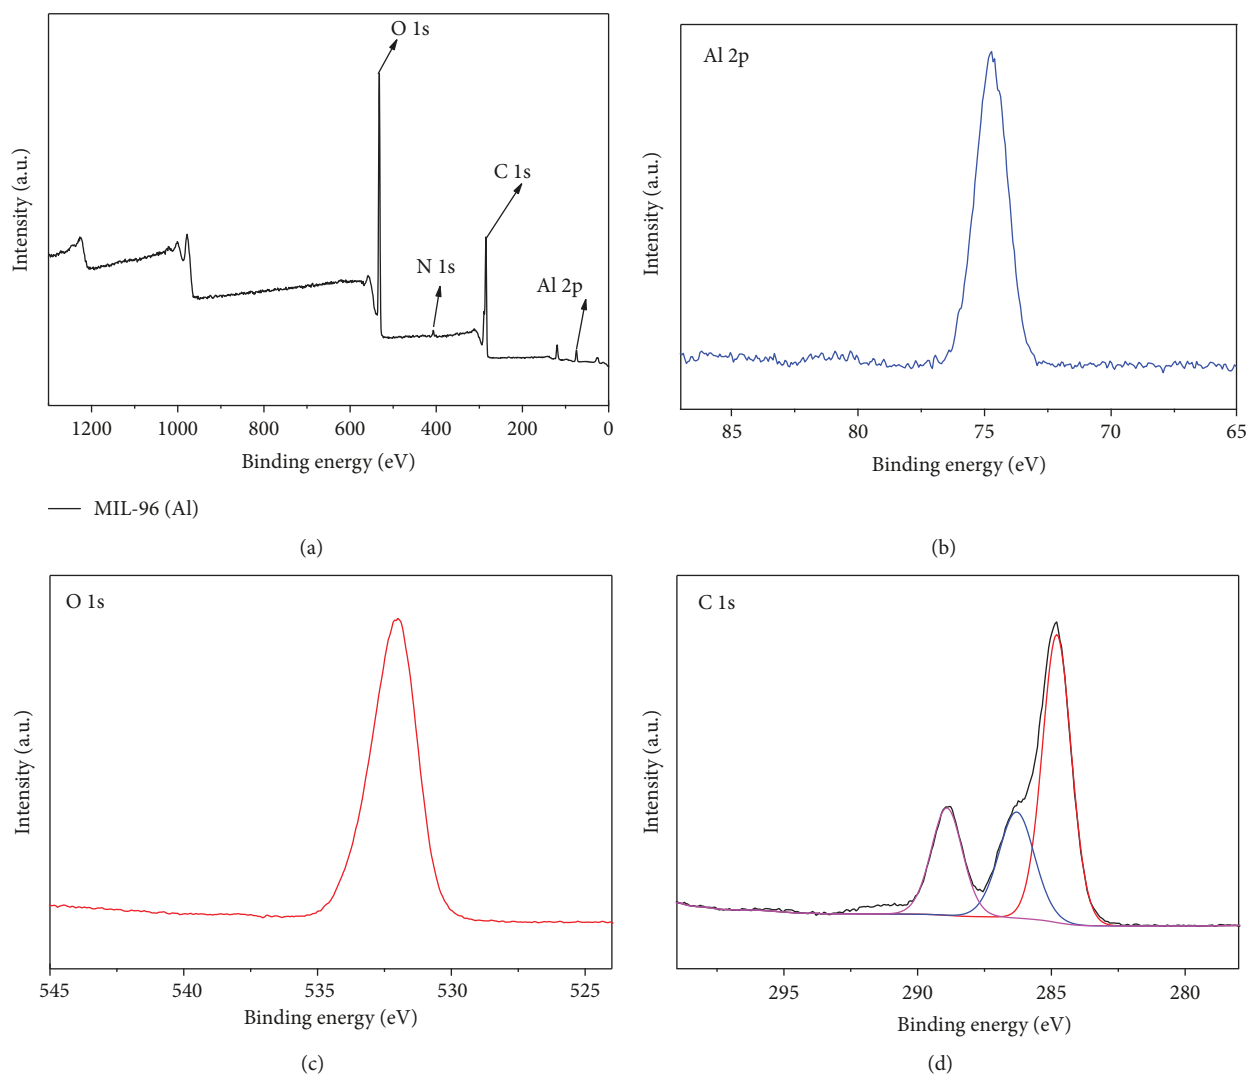 O 1s
C 1s
N 1s
Al 2p
Intensity (a.u.)
1200 1000 800 600 400 200 0
Binding energy (eV)
MIL-96 (Al)
(a)
Al 2p
Intensity (a.u.)
85 80 75 70 65
Binding energy (eV)
(b)
O 1s
Intensity (a.u.)
545 540 535 530 525
Binding energy (eV)
(c)
C 1s
Intensity (a.u.)
295 290 285 280
Binding energy (eV)
(d)